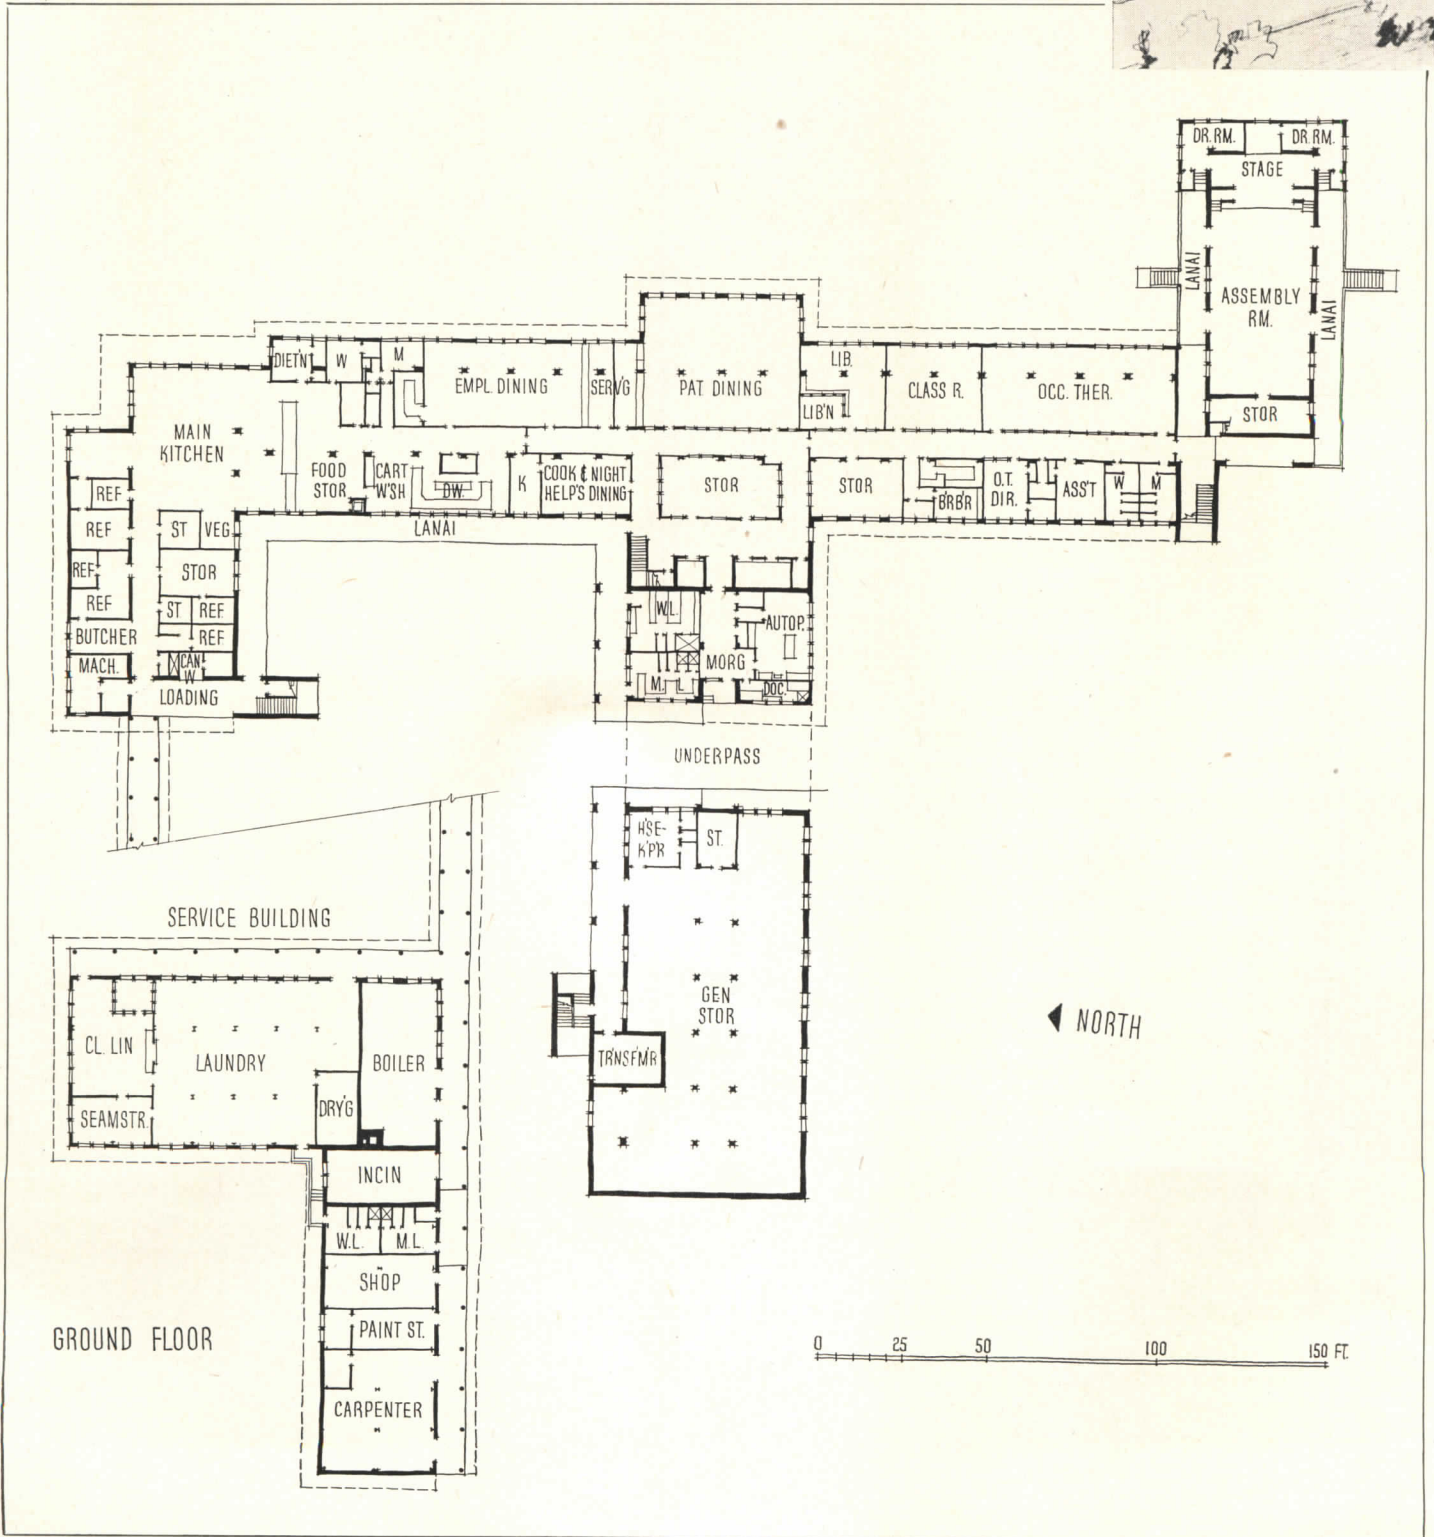 DR. RM.
DR. RM.
STAGE
LANAI
ASSEMBLY
RM.
LANAI
STOR
DIET'N
W
M
EMPL. DINING
SERV'G
PAT. DINING
LIB.
LIB'N
CLASS R.
OCC. THER.
MAIN
KITCHEN
FOOD
STOR
CART
W'SH
D.W.
K
COOK & NIGHT
HELP'S DINING
STOR
STOR
B'RB'R
O.T.
DIR.
ASS'T
W
M
LANAI
REF
REF
ST
VEG
REF
STOR
REF
ST
REF
BUTCHER
REF
MACH.
CAN
W
LOADING
W.L.
AUTOP.
MORG
M. L
DOC.
UNDERPASS
H'SE-
K'P'R
ST.
SERVICE BUILDING
GEN
STOR
NORTH
TR'NSF'M'R
CL. LIN
LAUNDRY
BOILER
DRY'G
SEAMSTR.
INCIN
W.L.
M.L.
SHOP
PAINT ST.
CARPENTER
GROUND FLOOR
0 25 50 100 150 FT.